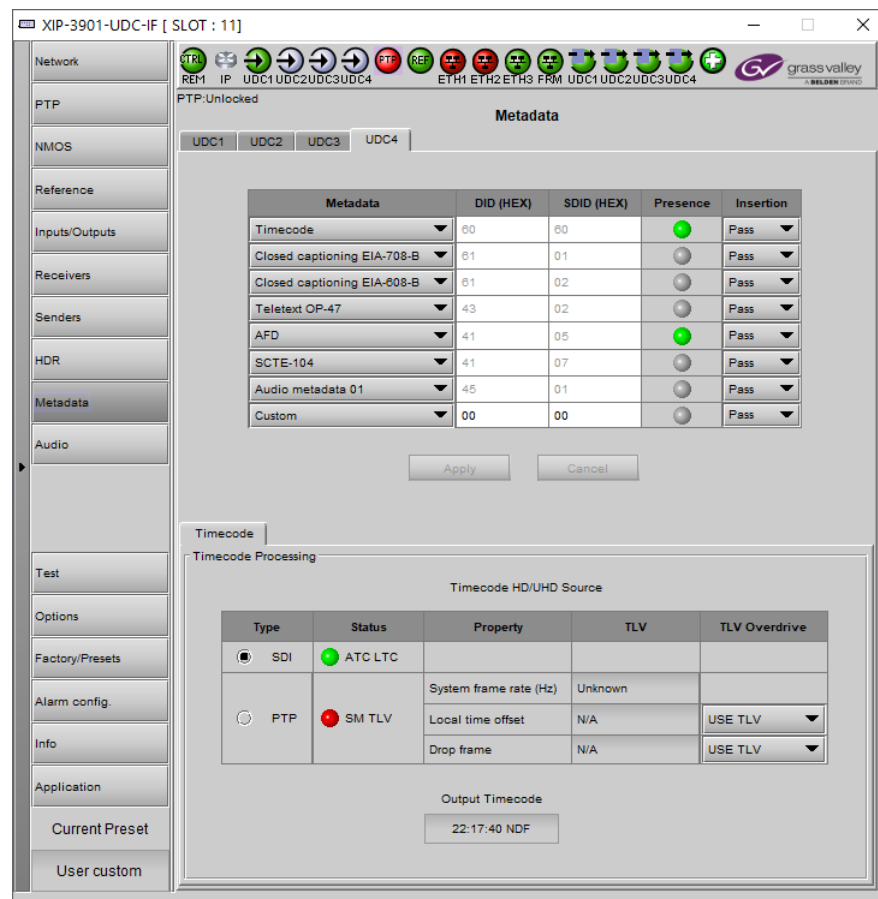 XIP-3901-UDC-IF [ SLOT : 11]
CTRL PTP REF
REM IP UDC1 UDC2 UDC3 UDC4 ETH1 ETH2 ETH3 FRM UDC1 UDC2 UDC3 UDC4
GV grass valley
A BELDEN BRAND
PTP:Unlocked
Network
PTP
NMOS
Reference
Inputs/Outputs
Receivers
Senders
HDR
Metadata
Audio
Test
Options
Factory/Presets
Alarm config.
Info
Application
Current Preset
User custom
Metadata
UDC1 UDC2 UDC3 UDC4
Metadata DID (HEX) SDID (HEX) Presence Insertion
Timecode 60 60 Pass
Closed captioning EIA-708-B 61 01 Pass
Closed captioning EIA-608-B 61 02 Pass
Teletext OP-47 43 02 Pass
AFD 41 05 Pass
SCTE-104 41 07 Pass
Audio metadata 01 45 01 Pass
Custom 00 00 Pass
Apply Cancel
Timecode
Timecode Processing
Timecode HD/UHD Source
Type Status Property TLV TLV Overdrive
SDI ATC LTC
PTP SM TLV
System frame rate (Hz) Unknown
Local time offset N/A USE TLV
Drop frame N/A USE TLV
Output Timecode
22:17:40 NDF